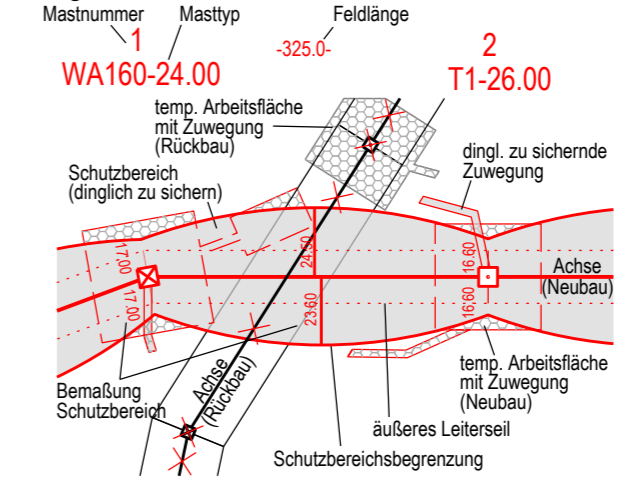 Mastnummer Masttyp Feldlänge
1
WA160-24.00
-325.0-
2
T1-26.00
temp. Arbeitsfläche
mit Zuwegung
(Rückbau)
dingl. zu sichernde
Zuwegung
Schutzbereich
(dinglich zu sichern)
17.00
17.00
24.50
23.60
16.60
16.60
Achse
(Neubau)
Achse
(Rückbau)
Bemaßung
Schutzbereich
temp. Arbeitsfläche
mit Zuwegung
(Neubau)
äußeres Leiterseil
Schutzbereichsbegrenzung